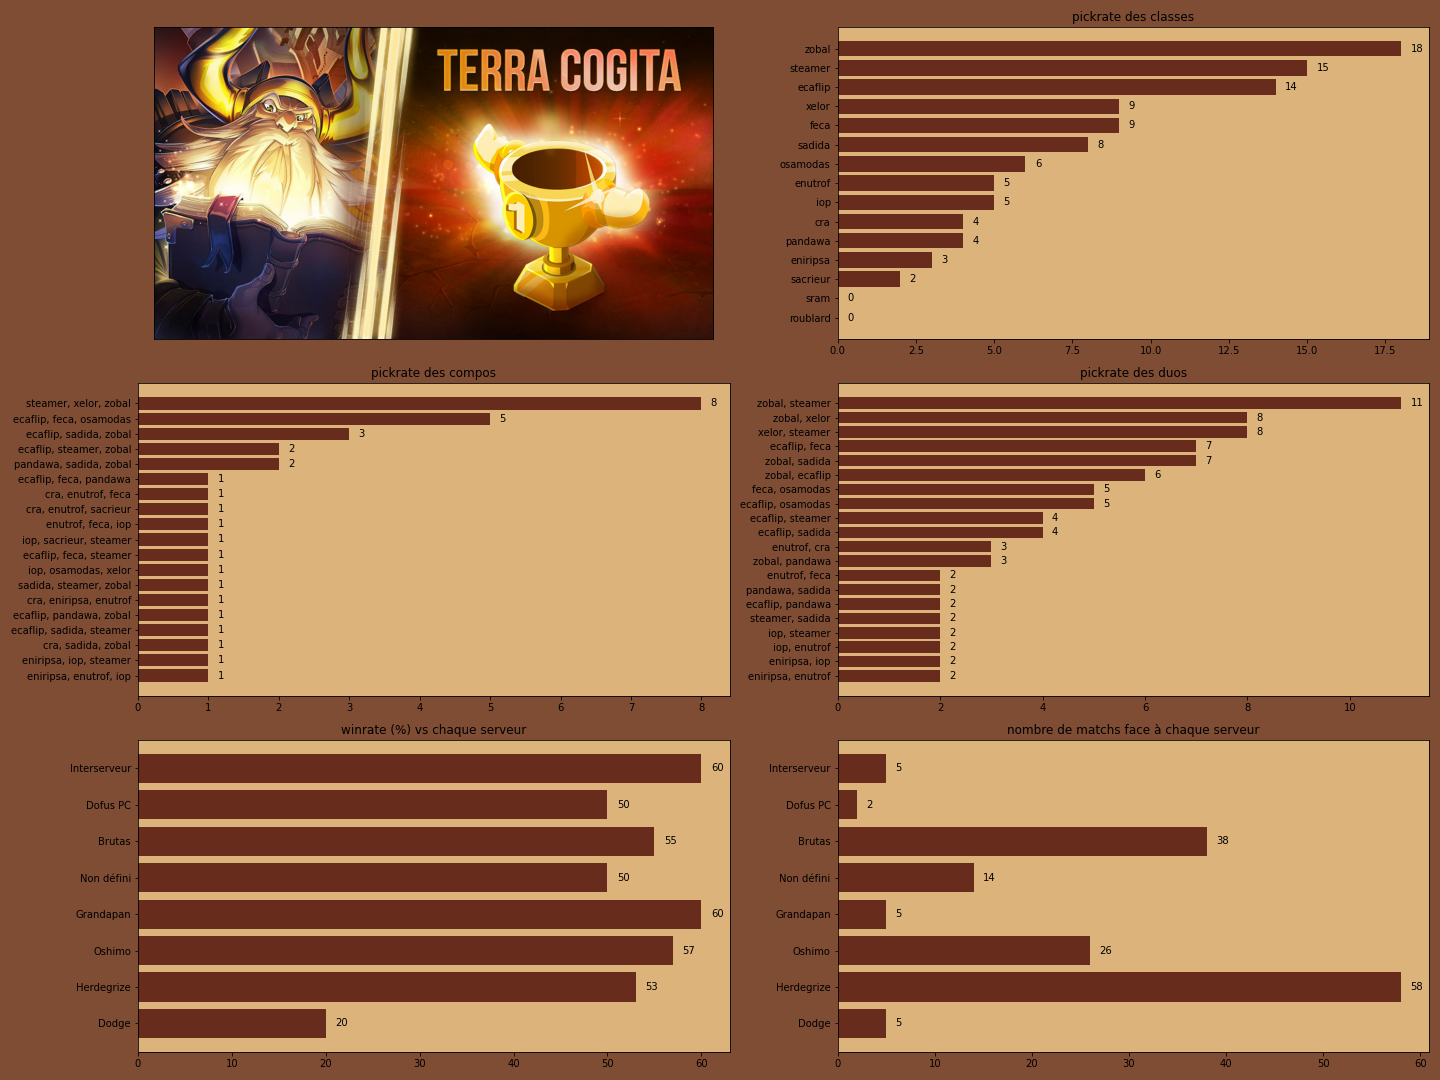 TERRA COGITA
1
pickrate des classes
zobal 18
steamer 15
ecaflip 14
xelor 9
feca 9
sadida 8
osamodas 6
enutrof 5
iop 5
cra 4
pandawa 4
eniripsa 3
sacrieur 2
sram 0
roublard 0
0.0 2.5 5.0 7.5 10.0 12.5 15.0 17.5
pickrate des compos
steamer, xelor, zobal 8
ecaflip, feca, osamodas 5
ecaflip, sadida, zobal 3
ecaflip, steamer, zobal 2
pandawa, sadida, zobal 2
ecaflip, feca, pandawa 1
cra, enutrof, feca 1
cra, enutrof, sacrieur 1
enutrof, feca, iop 1
iop, sacrieur, steamer 1
ecaflip, feca, steamer 1
iop, osamodas, xelor 1
sadida, steamer, zobal 1
cra, eniripsa, enutrof 1
ecaflip, pandawa, zobal 1
ecaflip, sadida, steamer 1
cra, sadida, zobal 1
eniripsa, iop, steamer 1
eniripsa, enutrof, iop 1
0 1 2 3 4 5 6 7 8
pickrate des duos
zobal, steamer 11
zobal, xelor 8
xelor, steamer 8
ecaflip, feca 7
zobal, sadida 7
zobal, ecaflip 6
feca, osamodas 5
ecaflip, osamodas 5
ecaflip, steamer 4
ecaflip, sadida 4
enutrof, cra 3
zobal, pandawa 3
enutrof, feca 2
pandawa, sadida 2
ecaflip, pandawa 2
steamer, sadida 2
iop, steamer 2
iop, enutrof 2
eniripsa, iop 2
eniripsa, enutrof 2
0 2 4 6 8 10
winrate (%) vs chaque serveur
Interserveur 60
Dofus PC 50
Brutas 55
Non défini 50
Grandapan 60
Oshimo 57
Herdegrize 53
Dodge 20
0 10 20 30 40 50 60
nombre de matchs face à chaque serveur
Interserveur 5
Dofus PC 2
Brutas 38
Non défini 14
Grandapan 5
Oshimo 26
Herdegrize 58
Dodge 5
0 10 20 30 40 50 60